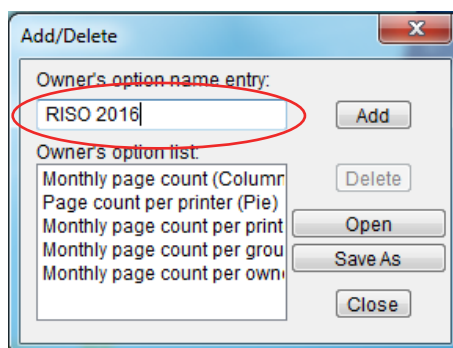 Add/Delete
Owner's option name entry:
RISO 2016
Add
Owner's option list:
Monthly page count (Column
Page count per printer (Pie)
Monthly page count per print
Monthly page count per grou
Monthly page count per own
Delete
Open
Save As
Close